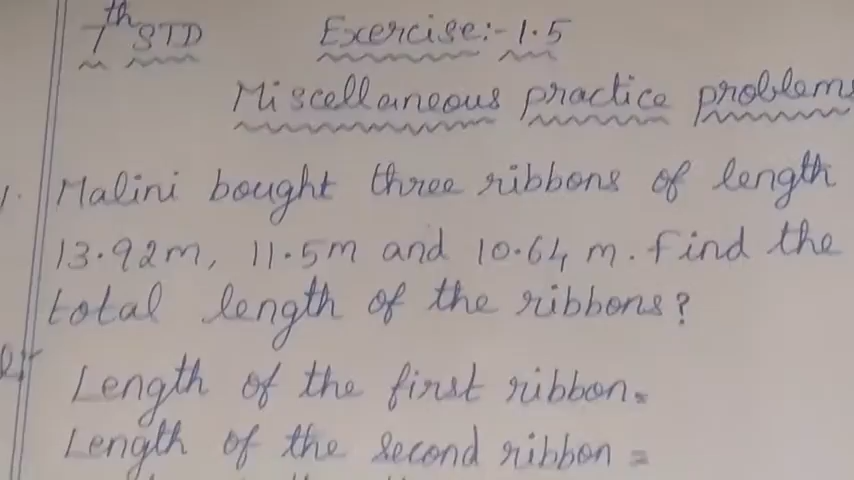 7th STD Exercise:- 1.5
Miscellaneous practice problems
1. Malini bought three ribbons of length
13.92m, 11.5m and 10.64 m. Find the
total length of the ribbons?
Length of the first ribbon =
Length of the second ribbon =